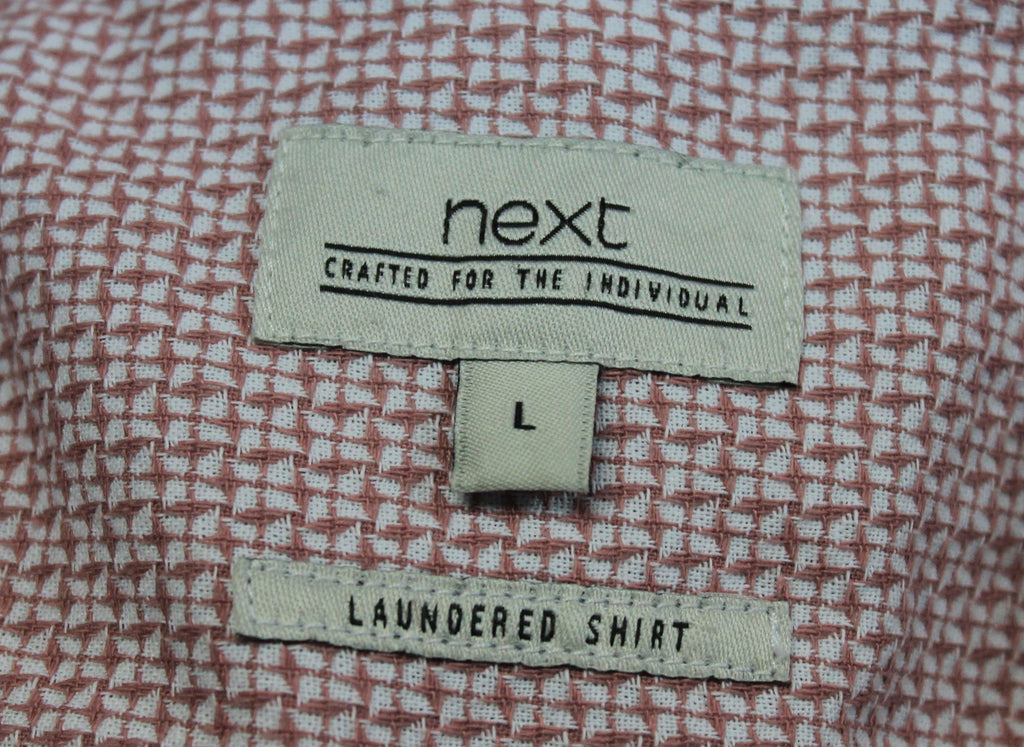 next
CRAFTED FOR THE INDIVIDUAL
L
LAUNDERED SHIRT